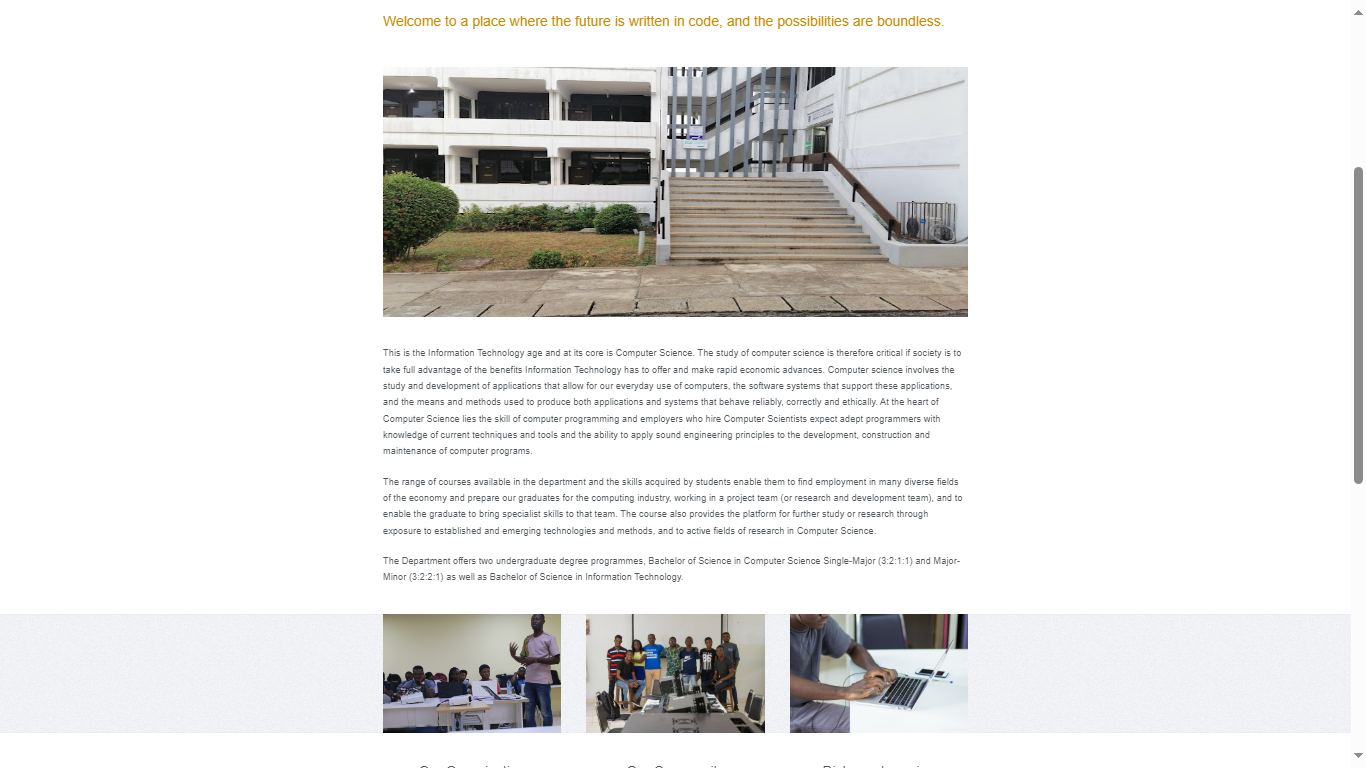 Welcome to a place where the future is written in code, and the possibilities are boundless.
This is the Information Technology age and at its core is Computer Science. The study of computer science is therefore critical if society is to
take full advantage of the benefits Information Technology has to offer and make rapid economic advances. Computer science involves the
study and development of applications that allow for our everyday use of computers, the software systems that support these applications,
and the means and methods used to produce both applications and systems that behave reliably, correctly and ethically. At the heart of
Computer Science lies the skill of computer programming and employers who hire Computer Scientists expect adept programmers with
knowledge of current techniques and tools and the ability to apply sound engineering principles to the development, construction and
maintenance of computer programs.
The range of courses available in the department and the skills acquired by students enable them to find employment in many diverse fields
of the economy and prepare our graduates for the computing industry, working in a project team (or research and development team), and to
enable the graduate to bring specialist skills to that team. The course also provides the platform for further study or research through
exposure to established and emerging technologies and methods, and to active fields of research in Computer Science.
The Department offers two undergraduate degree programmes, Bachelor of Science in Computer Science Single-Major (3:2:1:1) and Major-
Minor (3:2:2:1) as well as Bachelor of Science in Information Technology.